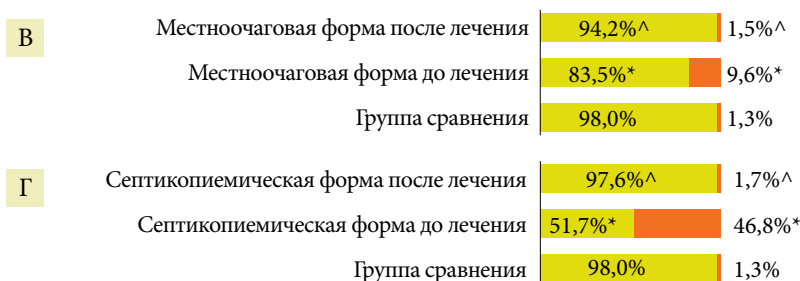 В
Местноочаговая форма после лечения 94,2%^ 1,5%^
Местноочаговая форма до лечения 83,5%* 9,6%*
Группа сравнения 98,0% 1,3%
Г
Септикопиемическая форма после лечения 97,6%^ 1,7%^
Септикопиемическая форма до лечения 51,7%* 46,8%*
Группа сравнения 98,0% 1,3%